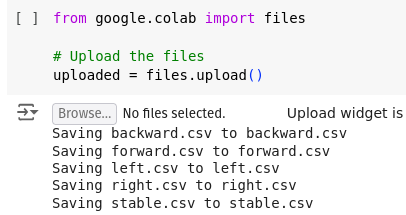 [ ] from google.colab import files
# Upload the files
uploaded = files.upload()
Browse... No files selected. Upload widget is
Saving backward.csv to backward.csv
Saving forward.csv to forward.csv
Saving left.csv to left.csv
Saving right.csv to right.csv
Saving stable.csv to stable.csv